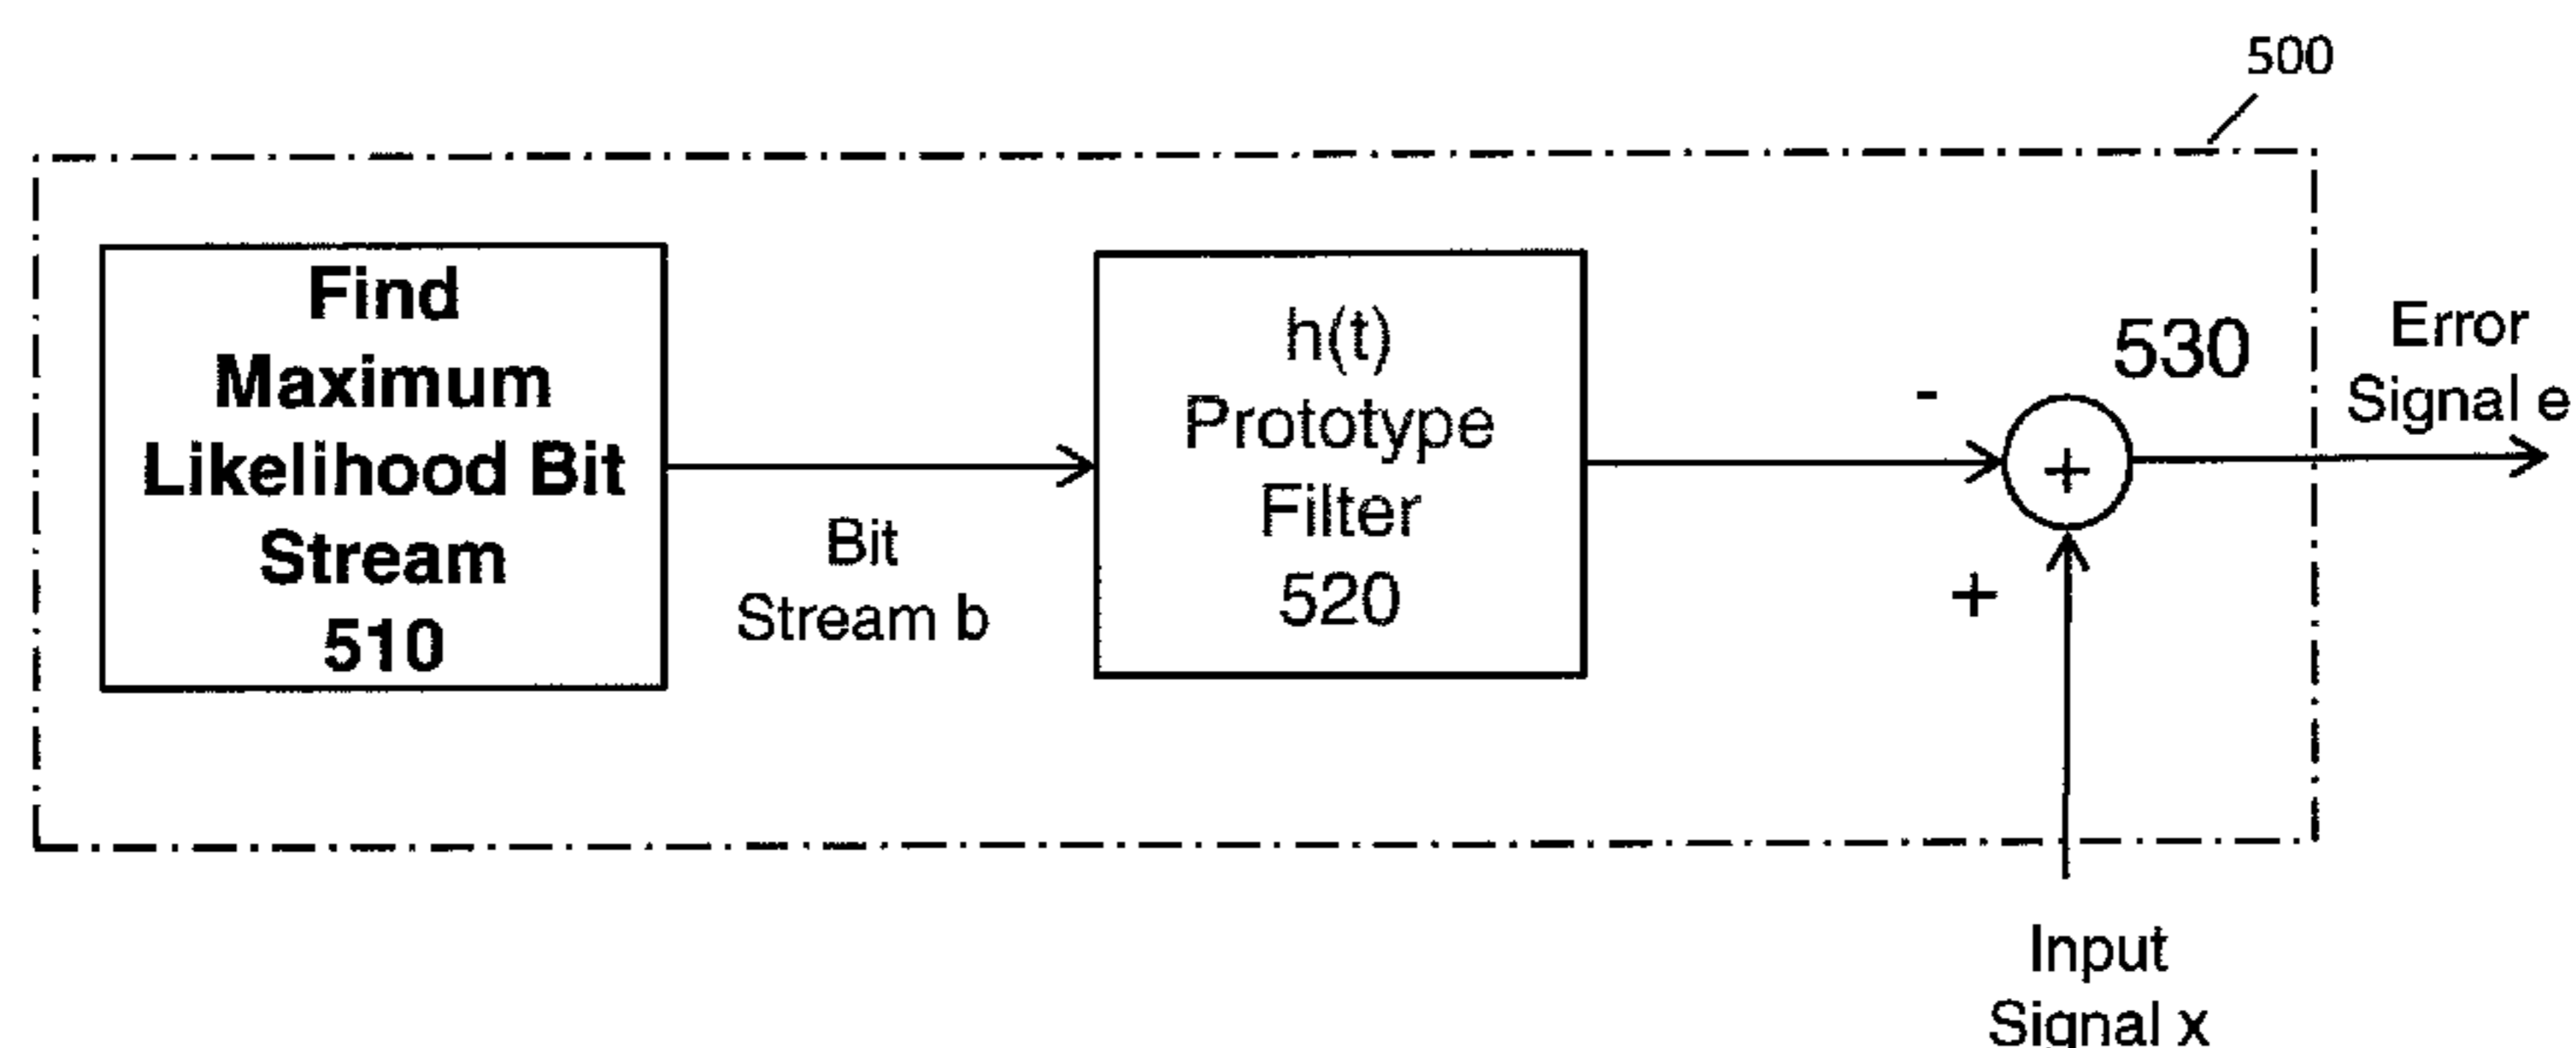 500
Find
Maximum
Likelihood Bit
Stream
510
Bit
Stream b
h(t)
Prototype
Filter
520
-
+
530
+
Error
Signal e
Input
Signal x